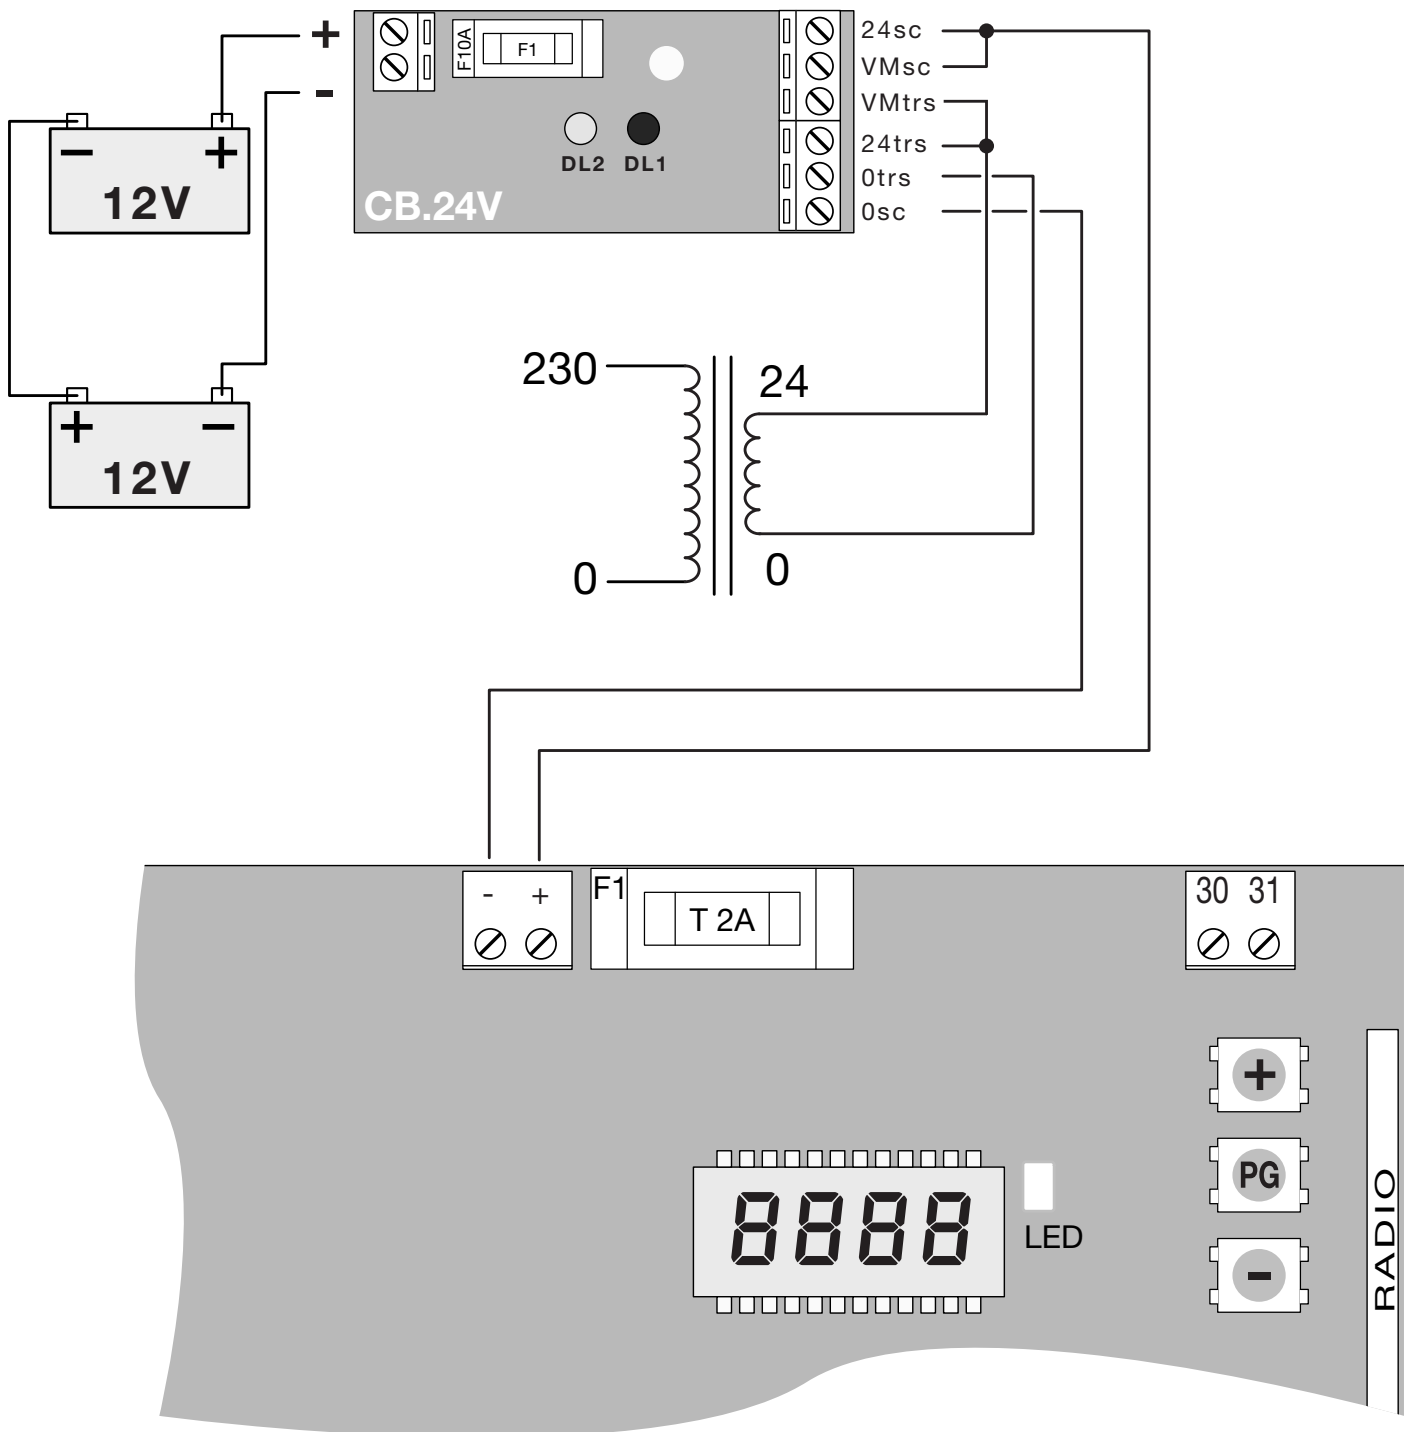 +
-
F10A
F1
24sc
VMsc
VMtrs
24trs
0trs
0sc
DL2 DL1
CB.24V
- +
12V
+ -
12V
230
24
0
0
- +
F1
T 2A
30 31
+
PG
-
8888
LED
RADIO